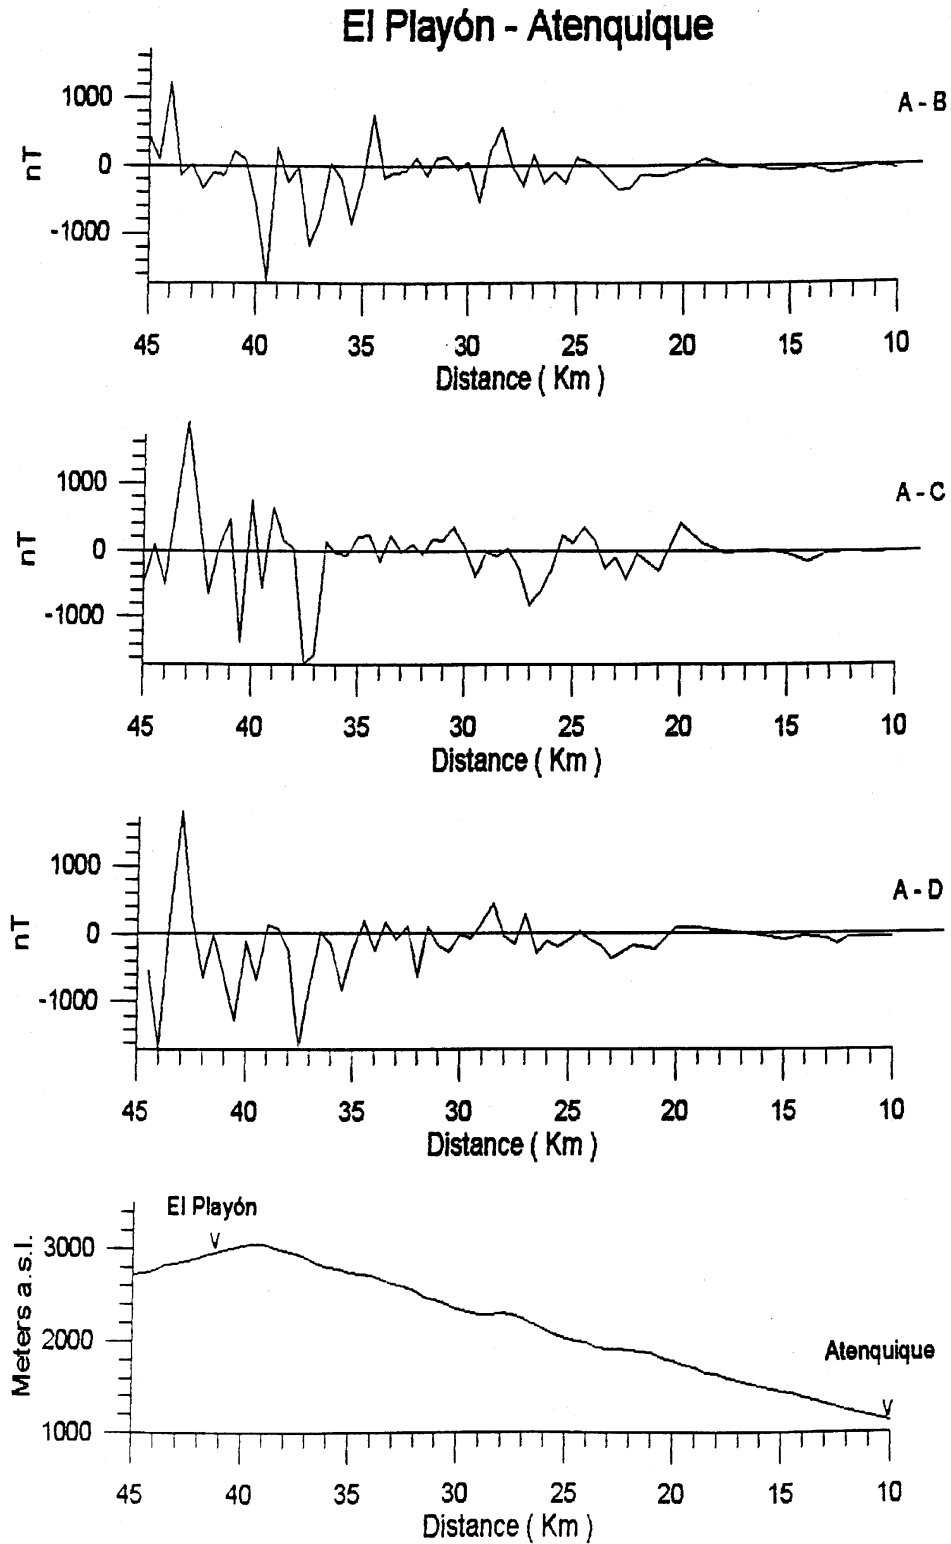 El Playón - Atenquique
A - B
1000
0
-1000
nT
45 40 35 30 25 20 15 10
Distance ( Km )
A - C
1000
0
-1000
nT
45 40 35 30 25 20 15 10
Distance ( Km )
A - D
1000
0
-1000
nT
45 40 35 30 25 20 15 10
Distance ( Km )
El Playón
3000
2000
1000
Meters a.s.l.
Atenquique
45 40 35 30 25 20 15 10
Distance ( Km )